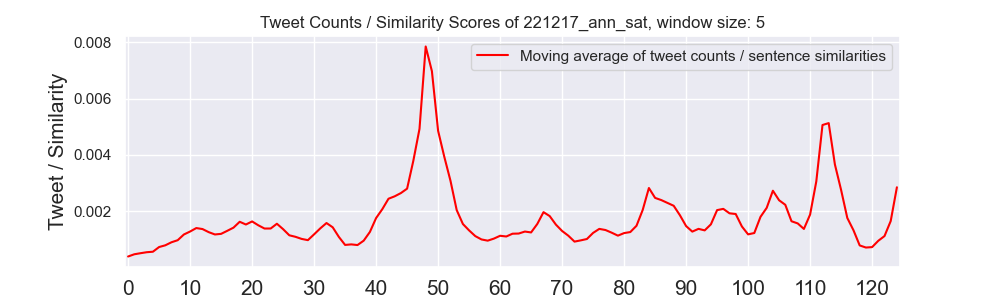 Tweet Counts / Similarity Scores of 221217_ann_sat, window size: 5
Moving average of tweet counts / sentence similarities
Tweet / Similarity
0.008
0.006
0.004
0.002
0 10 20 30 40 50 60 70 80 90 100 110 120